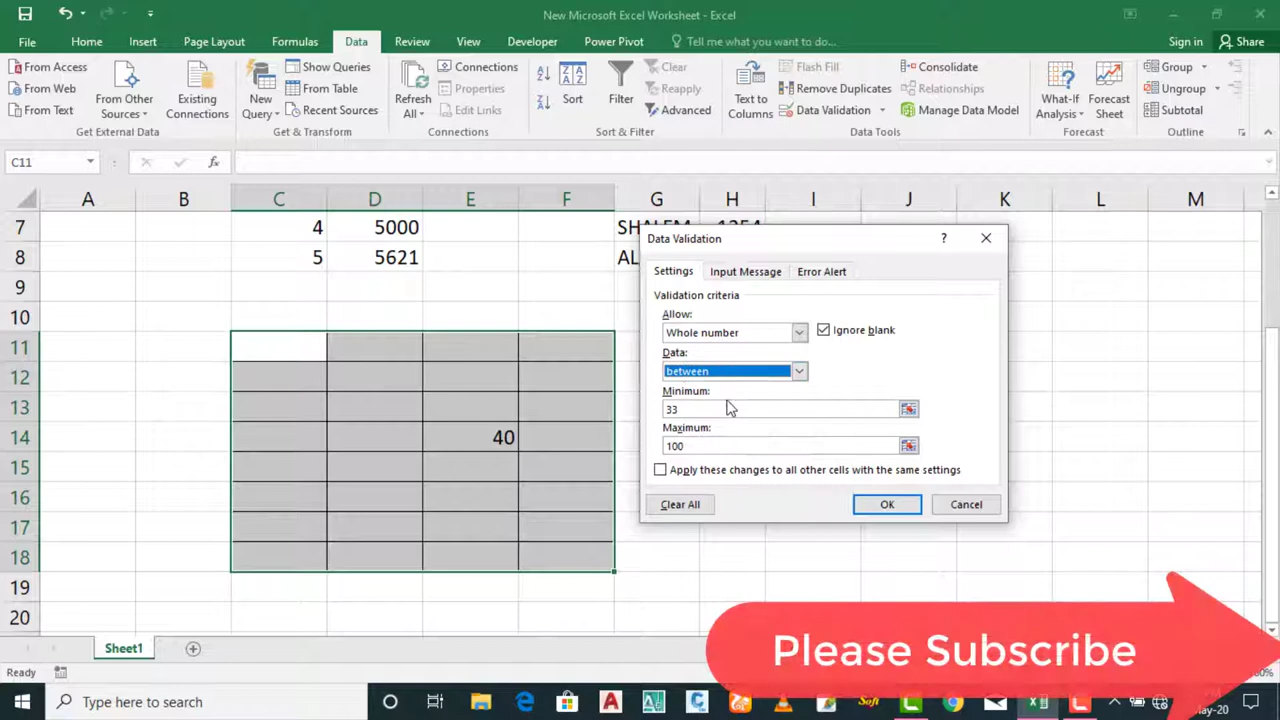 New Microsoft Excel Worksheet - Excel
File Home Insert Page Layout Formulas Data Review View Developer Power Pivot Tell me what you want to do... Sign in Share
From Access
From Web
From Text
From Other Sources
Existing Connections
Get External Data
New Query
Show Queries
From Table
Recent Sources
Get & Transform
Refresh All
Connections
Properties
Edit Links
Connections
Sort
Filter
Clear
Reapply
Advanced
Sort & Filter
Text to Columns
Flash Fill
Remove Duplicates
Data Validation
Consolidate
Relationships
Manage Data Model
Data Tools
What-If Analysis
Forecast Sheet
Forecast
Group
Ungroup
Subtotal
Outline
C11 fx
A B C D E F G H I J K L M
7 4 5000
8 5 5621 AL
9
10
11
12
13
14 40
15
16
17
18
19
20
Data Validation ?
Settings Input Message Error Alert
Validation criteria
Allow:
Whole number Ignore blank
Data:
between
Minimum:
33
Maximum:
100
Apply these changes to all other cells with the same settings
Clear All OK Cancel
Please Subscribe
Sheet1
Ready
Type here to search
May-20